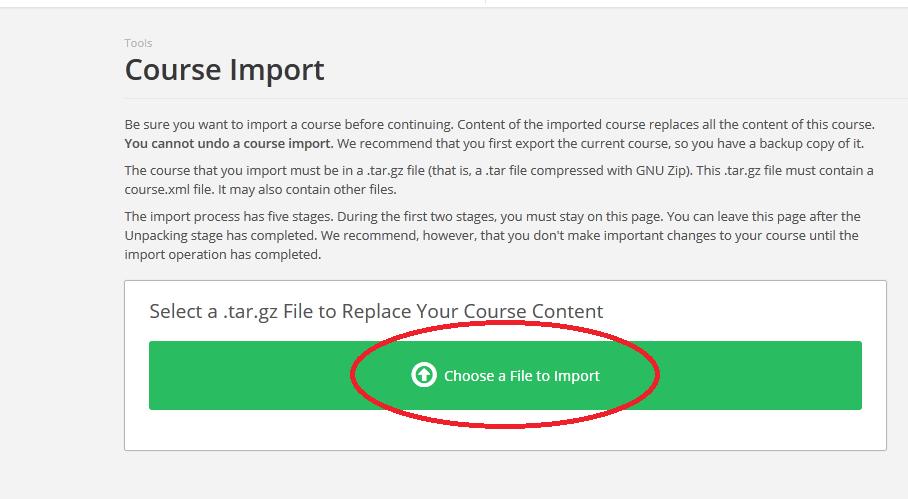 Tools
Course Import
Be sure you want to import a course before continuing. Content of the imported course replaces all the content of this course.
You cannot undo a course import. We recommend that you first export the current course, so you have a backup copy of it.
The course that you import must be in a .tar.gz file (that is, a .tar file compressed with GNU Zip). This .tar.gz file must contain a
course.xml file. It may also contain other files.
The import process has five stages. During the first two stages, you must stay on this page. You can leave this page after the
Unpacking stage has completed. We recommend, however, that you don't make important changes to your course until the
import operation has completed.
Select a .tar.gz File to Replace Your Course Content
Choose a File to Import